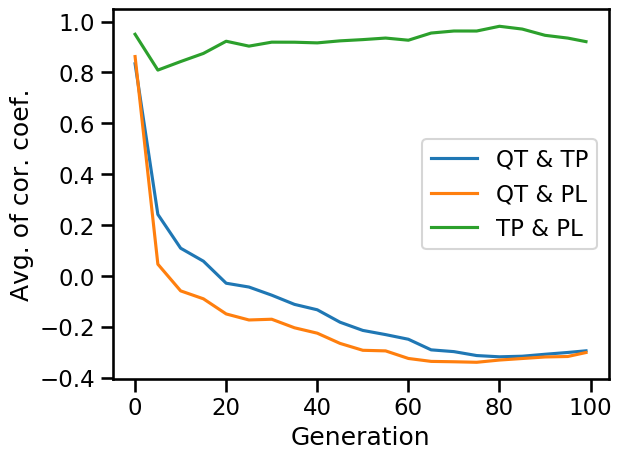 Avg. of cor. coef.
1.0
0.8
0.6
0.4
0.2
0.0
−0.2
−0.4
QT & TP
QT & PL
TP & PL
0 20 40 60 80 100
Generation